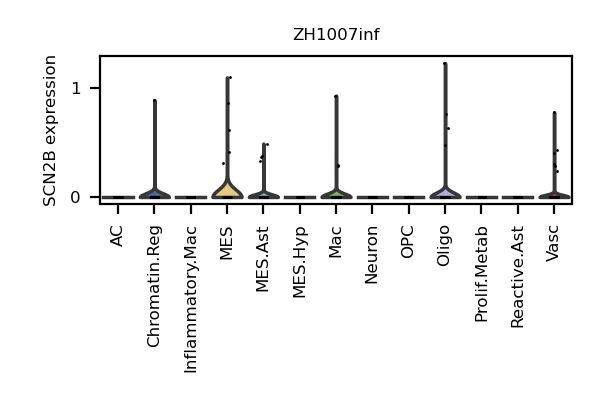 ZH1007inf
SCN2B expression
1
0
AC
Chromatin.Reg
Inflammatory.Mac
MES
MES.Ast
MES.Hyp
Mac
Neuron
OPC
Oligo
Prolif.Metab
Reactive.Ast
Vasc